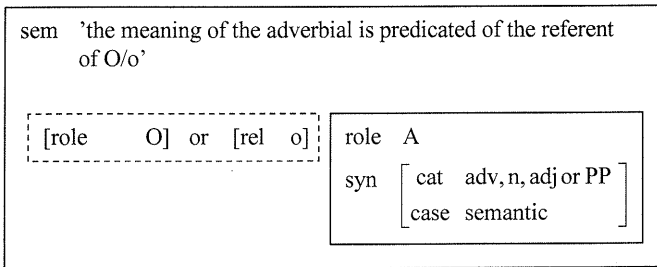 sem ’the meaning of the adverbial is predicated of the referent
of O/o’
[role O] or [rel o]
role A
syn [cat adv, n, adj or PP
case semantic]